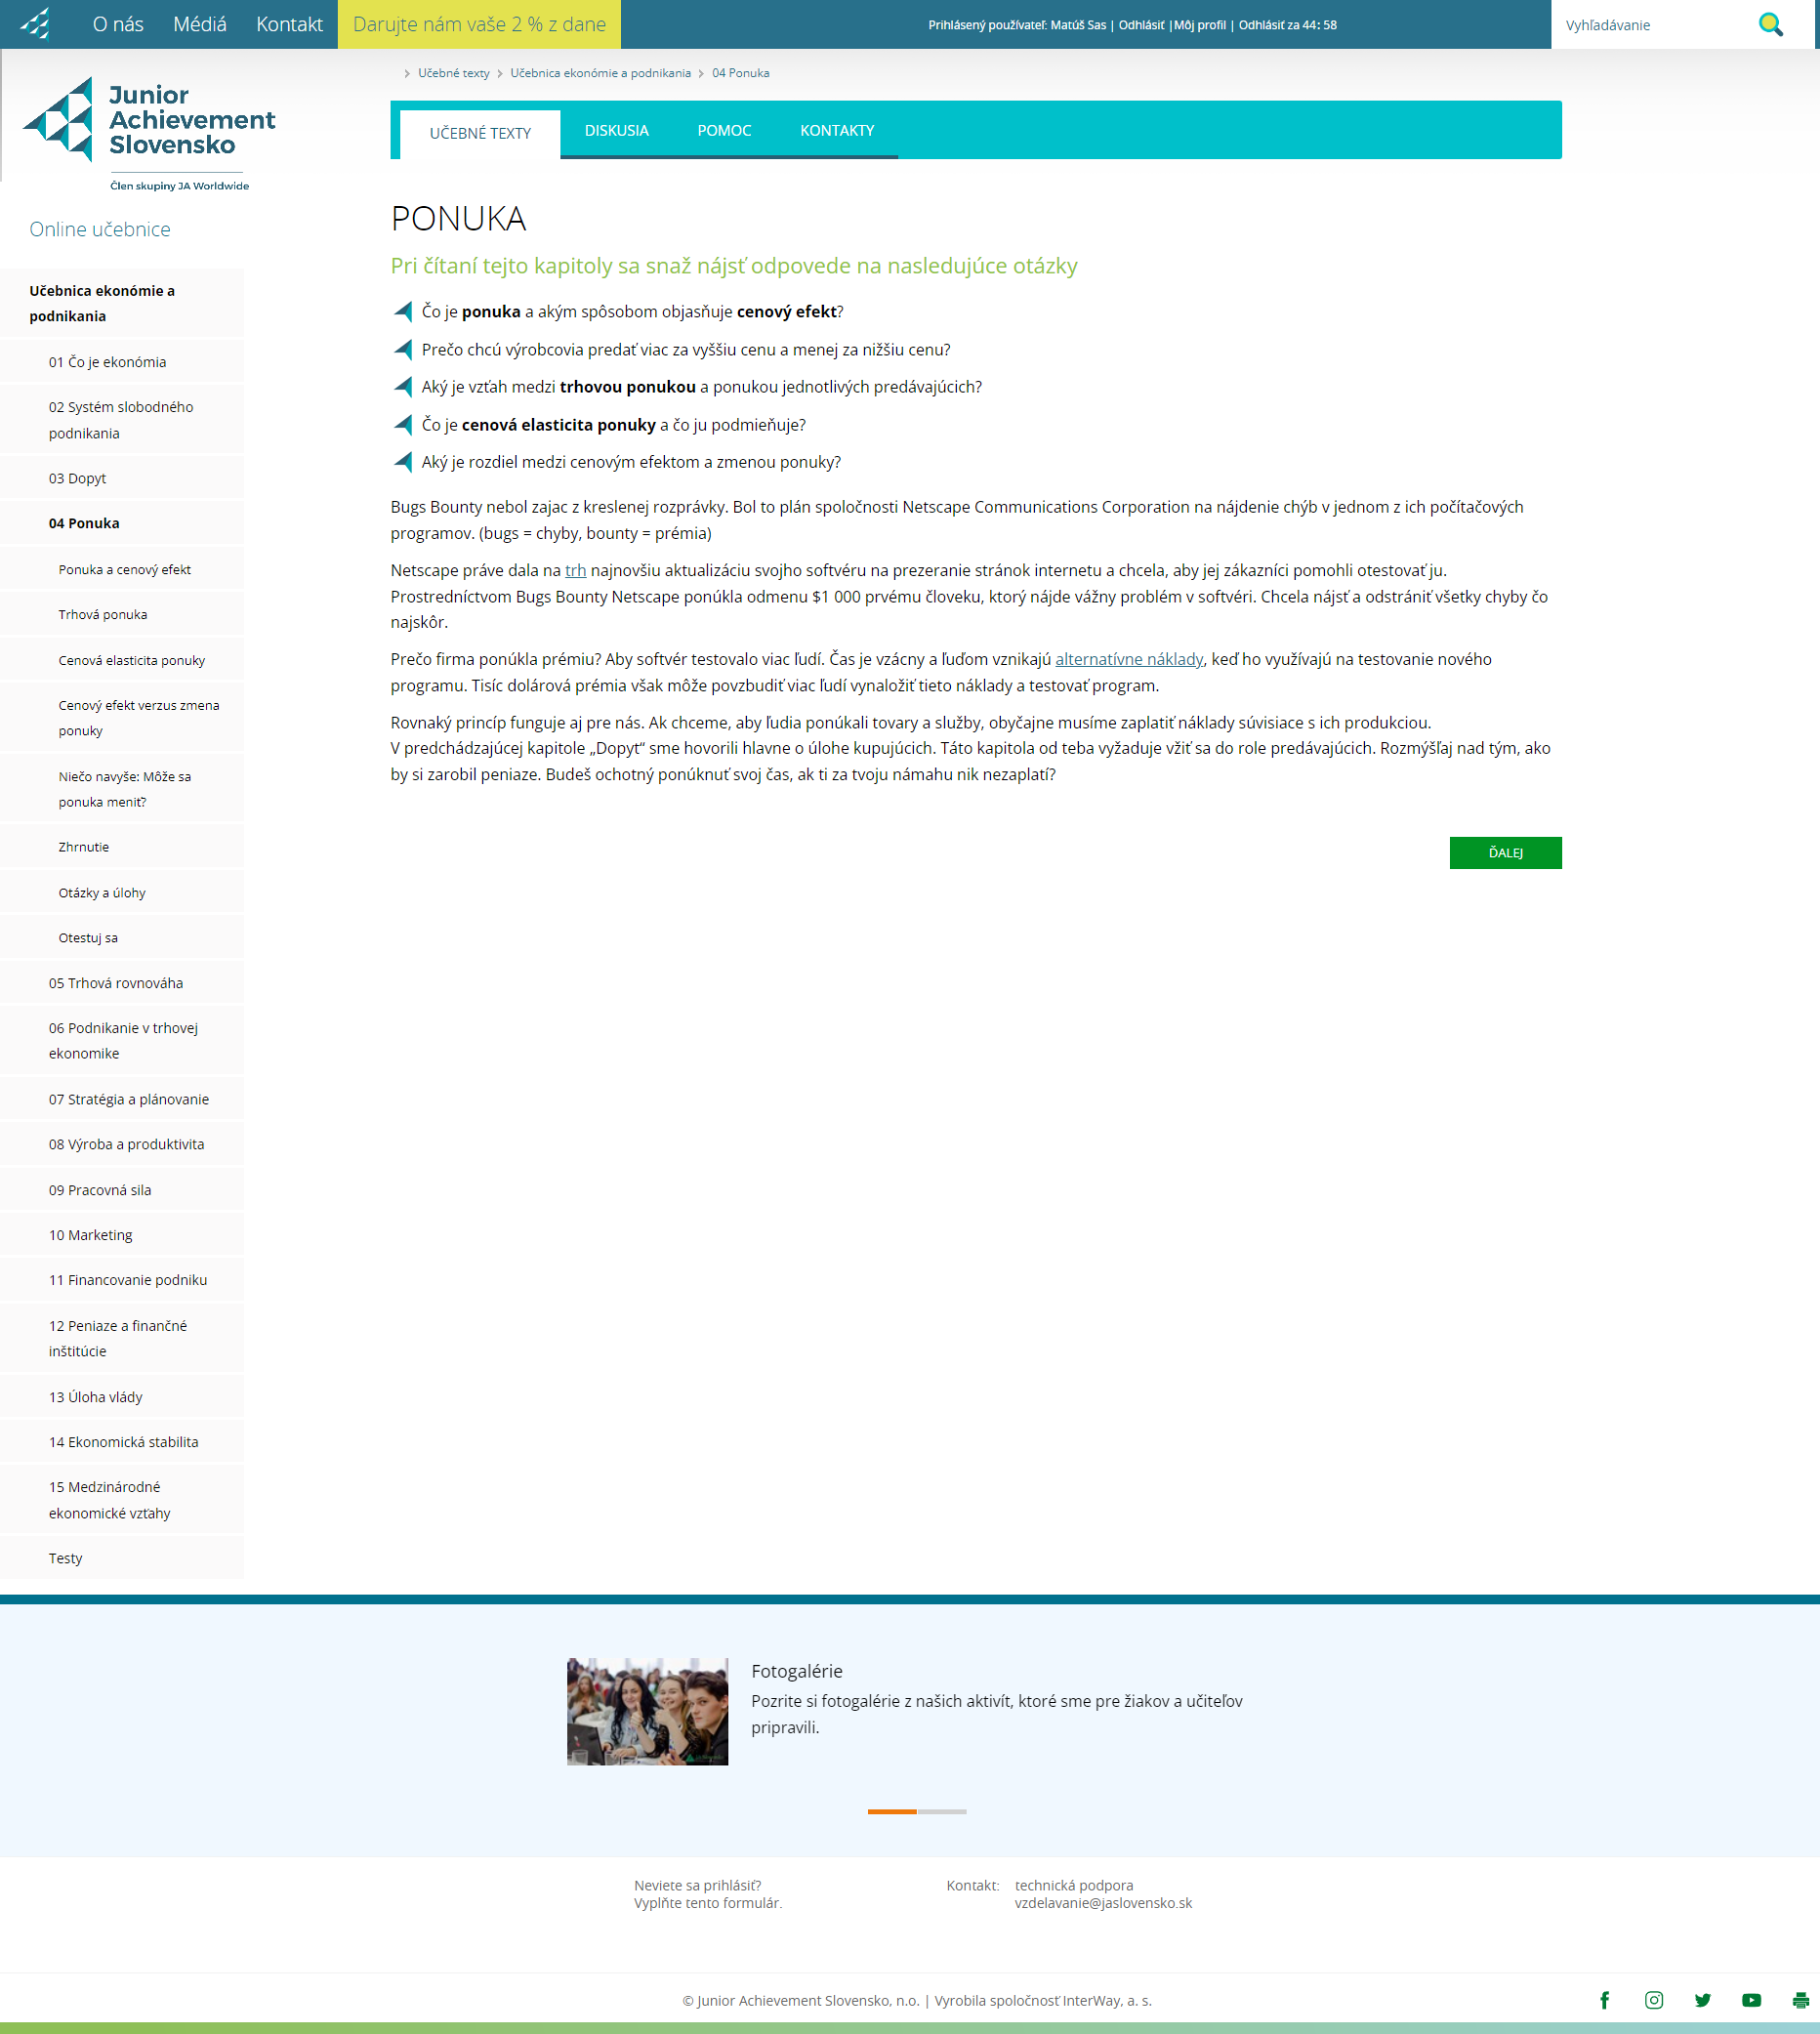 O nás
Médiá
Kontakt
Darujte nám vaše 2 % z dane
Prihlásený používateľ: Matúš Sas | Odhlásiť |Môj profil | Odhlásiť za 44: 58
Vyhľadávanie
Junior
Achievement
Slovensko
Člen skupiny JA Worldwide
Učebné texty
Učebnica ekonómie a podnikania
04 Ponuka
UČEBNÉ TEXTY
DISKUSIA
POMOC
KONTAKTY
Online učebnice
Učebnica ekonómie a
podnikania
01 Čo je ekonómia
02 Systém slobodného
podnikania
03 Dopyt
04 Ponuka
Ponuka a cenový efekt
Trhová ponuka
Cenová elasticita ponuky
Cenový efekt verzus zmena
ponuky
Niečo navyše: Môže sa
ponuka meniť?
Zhrnutie
Otázky a úlohy
Otestuj sa
05 Trhová rovnováha
06 Podnikanie v trhovej
ekonomike
07 Stratégia a plánovanie
08 Výroba a produktivita
09 Pracovná sila
10 Marketing
11 Financovanie podniku
12 Peniaze a finančné
inštitúcie
13 Úloha vlády
14 Ekonomická stabilita
15 Medzinárodné
ekonomické vzťahy
Testy
PONUKA
Pri čítaní tejto kapitoly sa snaž nájsť odpovede na nasledujúce otázky
Čo je ponuka a akým spôsobom objasňuje cenový efekt?
Prečo chcú výrobcovia predať viac za vyššiu cenu a menej za nižšiu cenu?
Aký je vzťah medzi trhovou ponukou a ponukou jednotlivých predávajúcich?
Čo je cenová elasticita ponuky a čo ju podmieňuje?
Aký je rozdiel medzi cenovým efektom a zmenou ponuky?
Bugs Bounty nebol zajac z kreslenej rozprávky. Bol to plán spoločnosti Netscape Communications Corporation na nájdenie chýb v jednom z ich počítačových
programov. (bugs = chyby, bounty = prémia)
Netscape práve dala na trh najnovšiu aktualizáciu svojho softvéru na prezeranie stránok internetu a chcela, aby jej zákazníci pomohli otestovať ju.
Prostredníctvom Bugs Bounty Netscape ponúkla odmenu $1 000 prvému človeku, ktorý nájde vážny problém v softvéri. Chcela nájsť a odstrániť všetky chyby čo
najskôr.
Prečo firma ponúkla prémiu? Aby softvér testovalo viac ľudí. Čas je vzácny a ľuďom vznikajú alternatívne náklady, keď ho využívajú na testovanie nového
programu. Tisíc dolárová prémia však môže povzbudiť viac ľudí vynaložiť tieto náklady a testovať program.
Rovnaký princíp funguje aj pre nás. Ak chceme, aby ľudia ponúkali tovary a služby, obyčajne musíme zaplatiť náklady súvisiace s ich produkciou.
V predchádzajúcej kapitole „Dopyt“ sme hovorili hlavne o úlohe kupujúcich. Táto kapitola od teba vyžaduje vžiť sa do role predávajúcich. Rozmýšľaj nad tým, ako
by si zarobil peniaze. Budeš ochotný ponúknuť svoj čas, ak ti za tvoju námahu nik nezaplatí?
ĎALEJ
Fotogalérie
Pozrite si fotogalérie z našich aktivít, ktoré sme pre žiakov a učiteľov
pripravili.
Neviete sa prihlásiť?
Vyplňte tento formulár.
Kontakt: technická podpora
vzdelavanie@jaslovensko.sk
© Junior Achievement Slovensko, n.o. | Vyrobila spoločnosť InterWay, a. s.